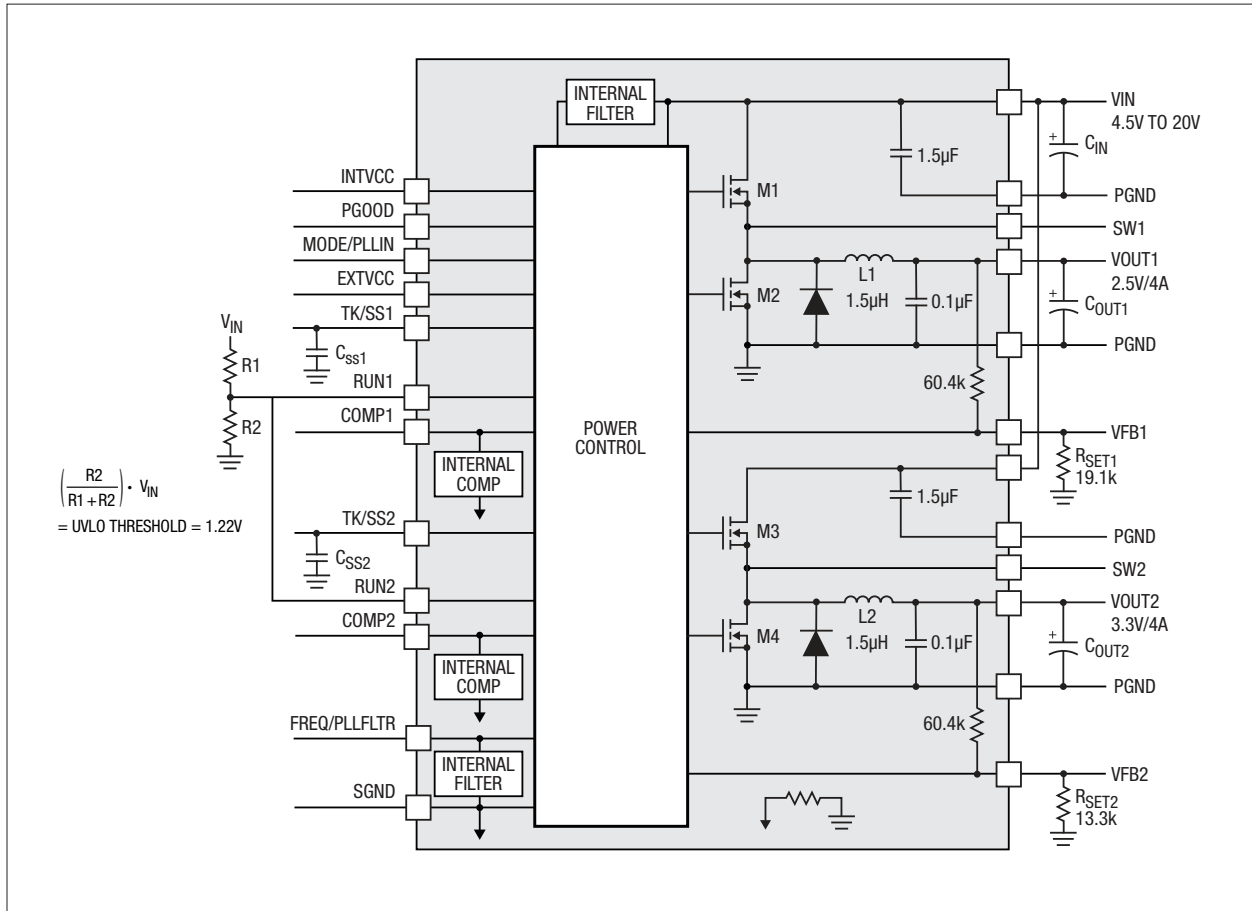 INTERNAL
FILTER
VIN
4.5V TO 20V
C_IN
1.5µF
INTVCC
M1
PGND
PGOOD
SW1
MODE/PLLIN
VOUT1
2.5V/4A
L1
1.5µH
0.1µF
EXTVCC
M2
C_OUT1
TK/SS1
C_ss1
PGND
V_IN
R1
RUN1
60.4k
R2
COMP1
POWER
CONTROL
VFB1
INTERNAL
COMP
R_SET1
19.1k
1.5µF
(R2/R1+R2) • V_IN
= UVLO THRESHOLD = 1.22V
TK/SS2
C_SS2
M3
PGND
SW2
RUN2
VOUT2
3.3V/4A
L2
1.5µH
0.1µF
COMP2
M4
C_OUT2
INTERNAL
COMP
PGND
FREQ/PLLFLTR
60.4k
INTERNAL
FILTER
VFB2
SGND
R_SET2
13.3k